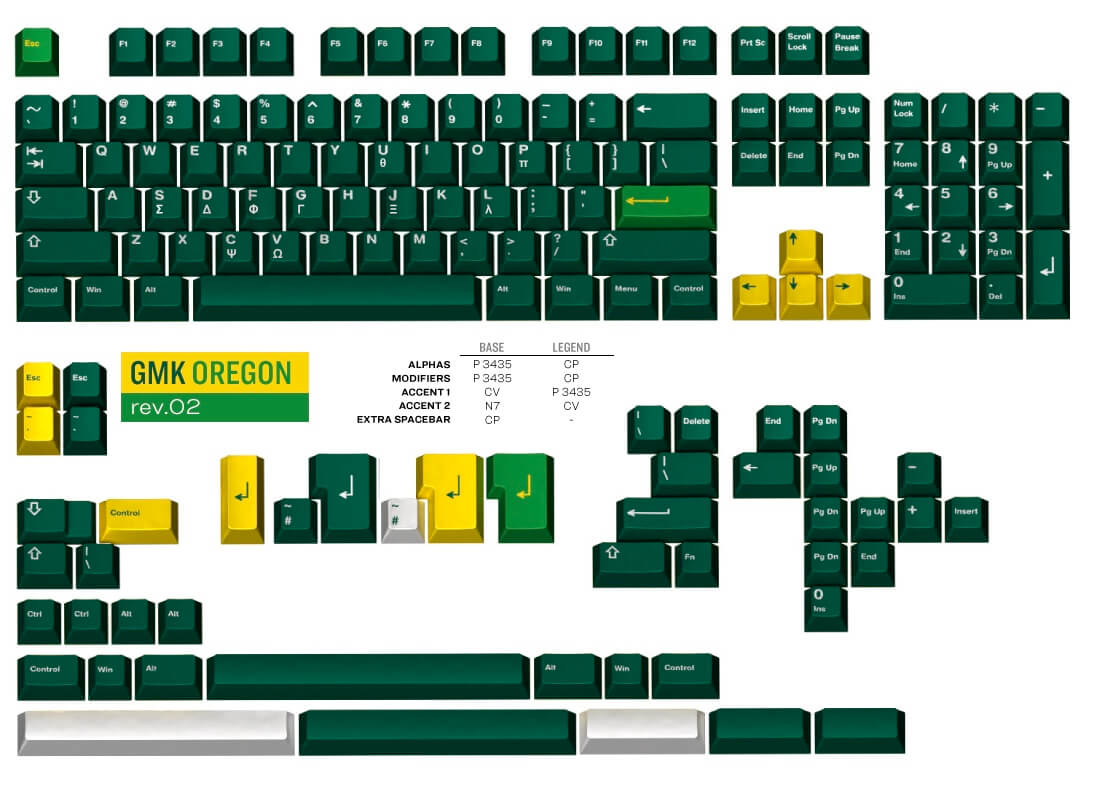 Esc F1 F2 F3 F4 F5 F6 F7 F8 F9 F10 F11 F12 Prt Sc Scroll Lock Pause Break
~ ! @ # $ % ^ & * ( ) _ + ←
` 1 2 3 4 5 6 7 8 9 0 - =
Insert Home Pg Up Num Lock / * -
⇤ Q W E R T Y U I O P { } |
⇥ θ π [ ] \
Delete End Pg Dn 7 Home 8 ↑ 9 Pg Up +
⇩ A S D F G H J K L : " ←
Σ Δ Φ Γ Ξ λ ; '
4 ← 5 6 →
⇧ Z X C V B N M < > ? ⇧
Ψ Ω , . /
↑ 1 End 2 ↓ 3 Pg Dn ↵
Control Win Alt Alt Win Menu Control ← ↓ → 0 Ins . Del
Esc Esc
GMK OREGON
rev.02
BASE LEGEND
ALPHAS P 3435 CP
MODIFIERS P 3435 CP
ACCENT 1 CV P 3435
ACCENT 2 N7 CV
EXTRA SPACEBAR CP -
| \ Delete End Pg Dn
↵ ~ # ↵ ~ # ↵ ↵ | \ ← Pg Up -
⇩ Control ← Pg Dn Pg Up + Insert
⇧ | \ ⇧ Fn Pg Dn End
Ctrl Ctrl Alt Alt 0 Ins
Control Win Alt Alt Win Control